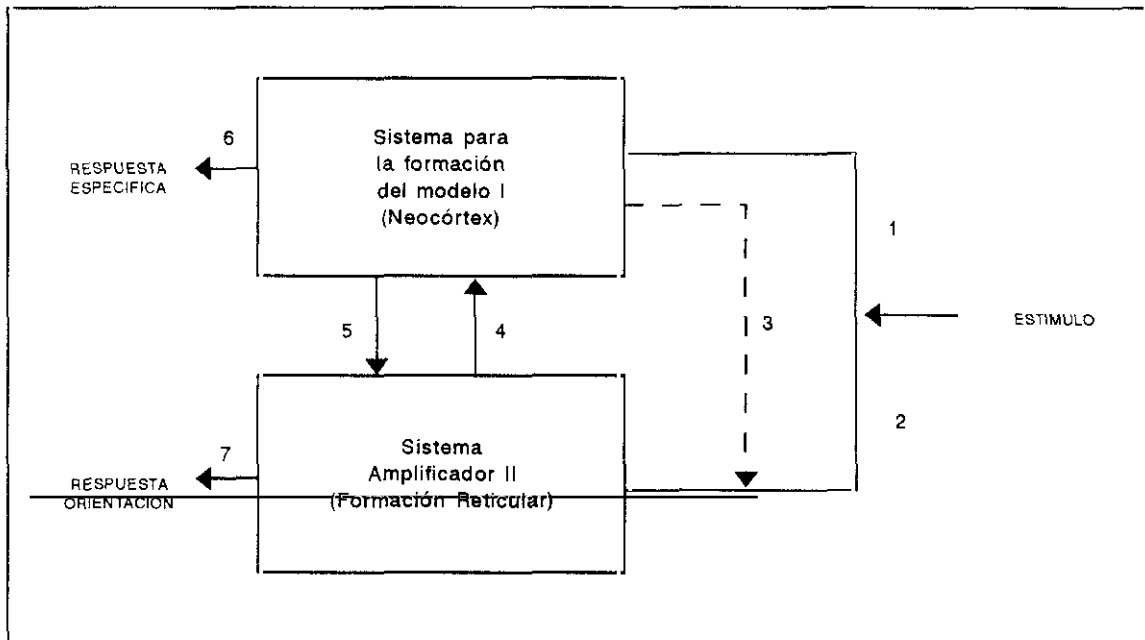 6
RESPUESTA
ESPECIFICA
Sistema para
la formación
del modelo I
(Neocórtex)
1
5
4
3
ESTIMULO
2
7
RESPUESTA
ORIENTACION
Sistema
Amplificador II
(Formación Reticular)